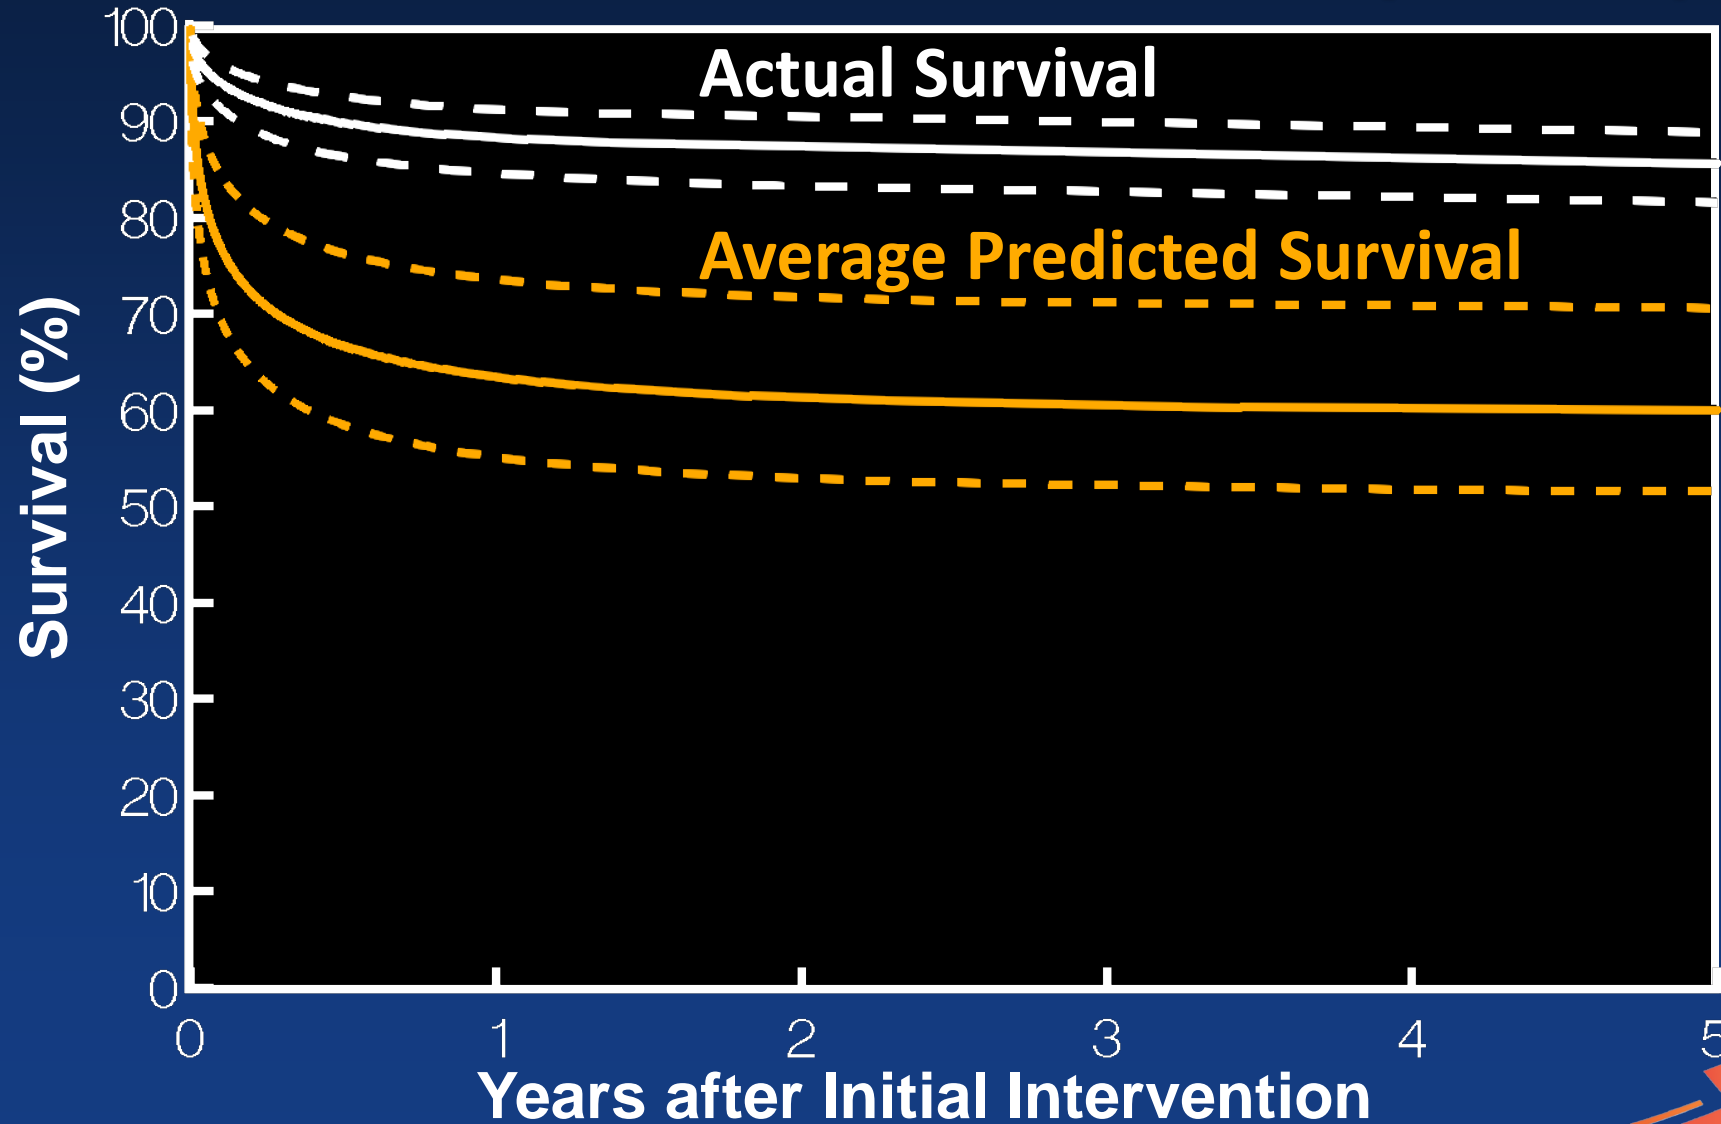 100
Actual Survival
90
80
Average Predicted Survival
70
60
50
40
30
20
10
0
Survival (%)
0 1 2 3 4 5
Years after Initial Intervention